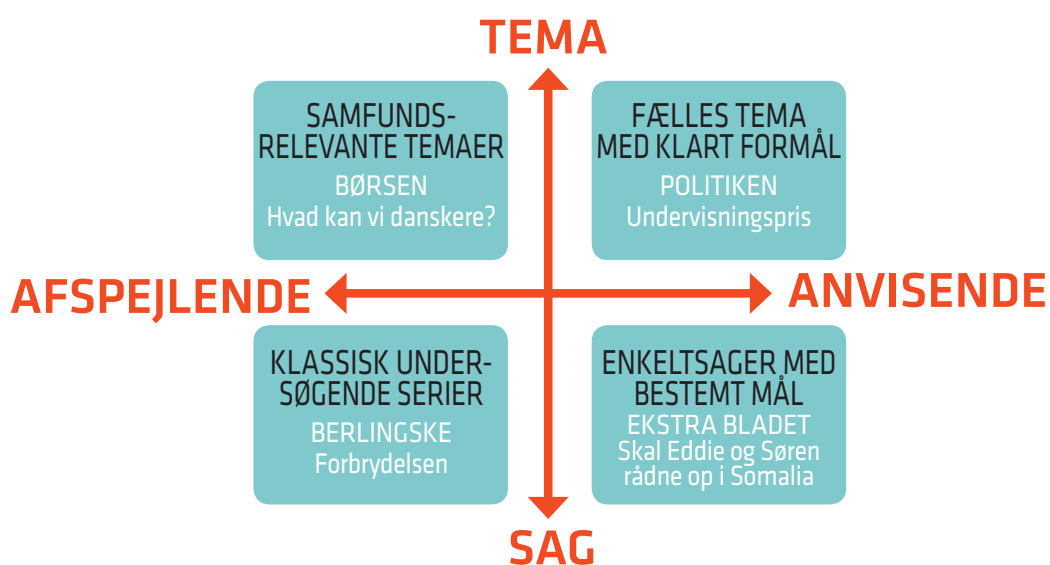 TEMA
SAMFUNDS-
RELEVANTE TEMAER
BØRSEN
Hvad kan vi danskere?
FÆLLES TEMA
MED KLART FORMÅL
POLITIKEN
Undervisningspris
AFSPEJLENDE
ANVISENDE
KLASSISK UNDER-
SØGENDE SERIER
BERLINGSKE
Forbrydelsen
ENKELTSAGER MED
BESTEMT MÅL
EKSTRA BLADET
Skal Eddie og Søren
rådne op i Somalia
SAG